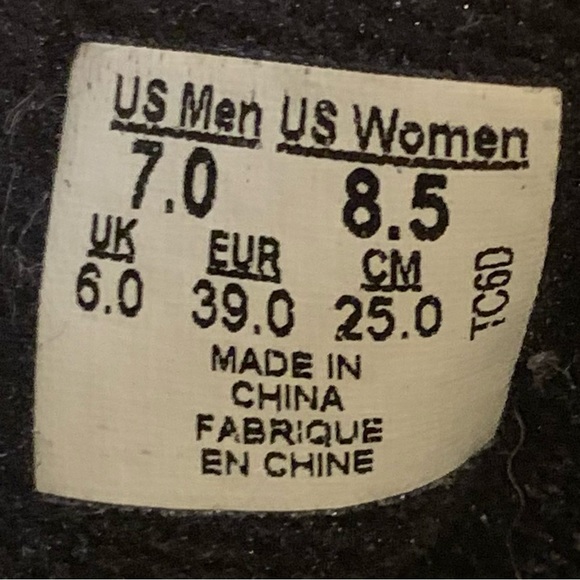 US Men US Women
7.0 8.5
UK EUR CM
6.0 39.0 25.0
TC6D
MADE IN
CHINA
FABRIQUE
EN CHINE